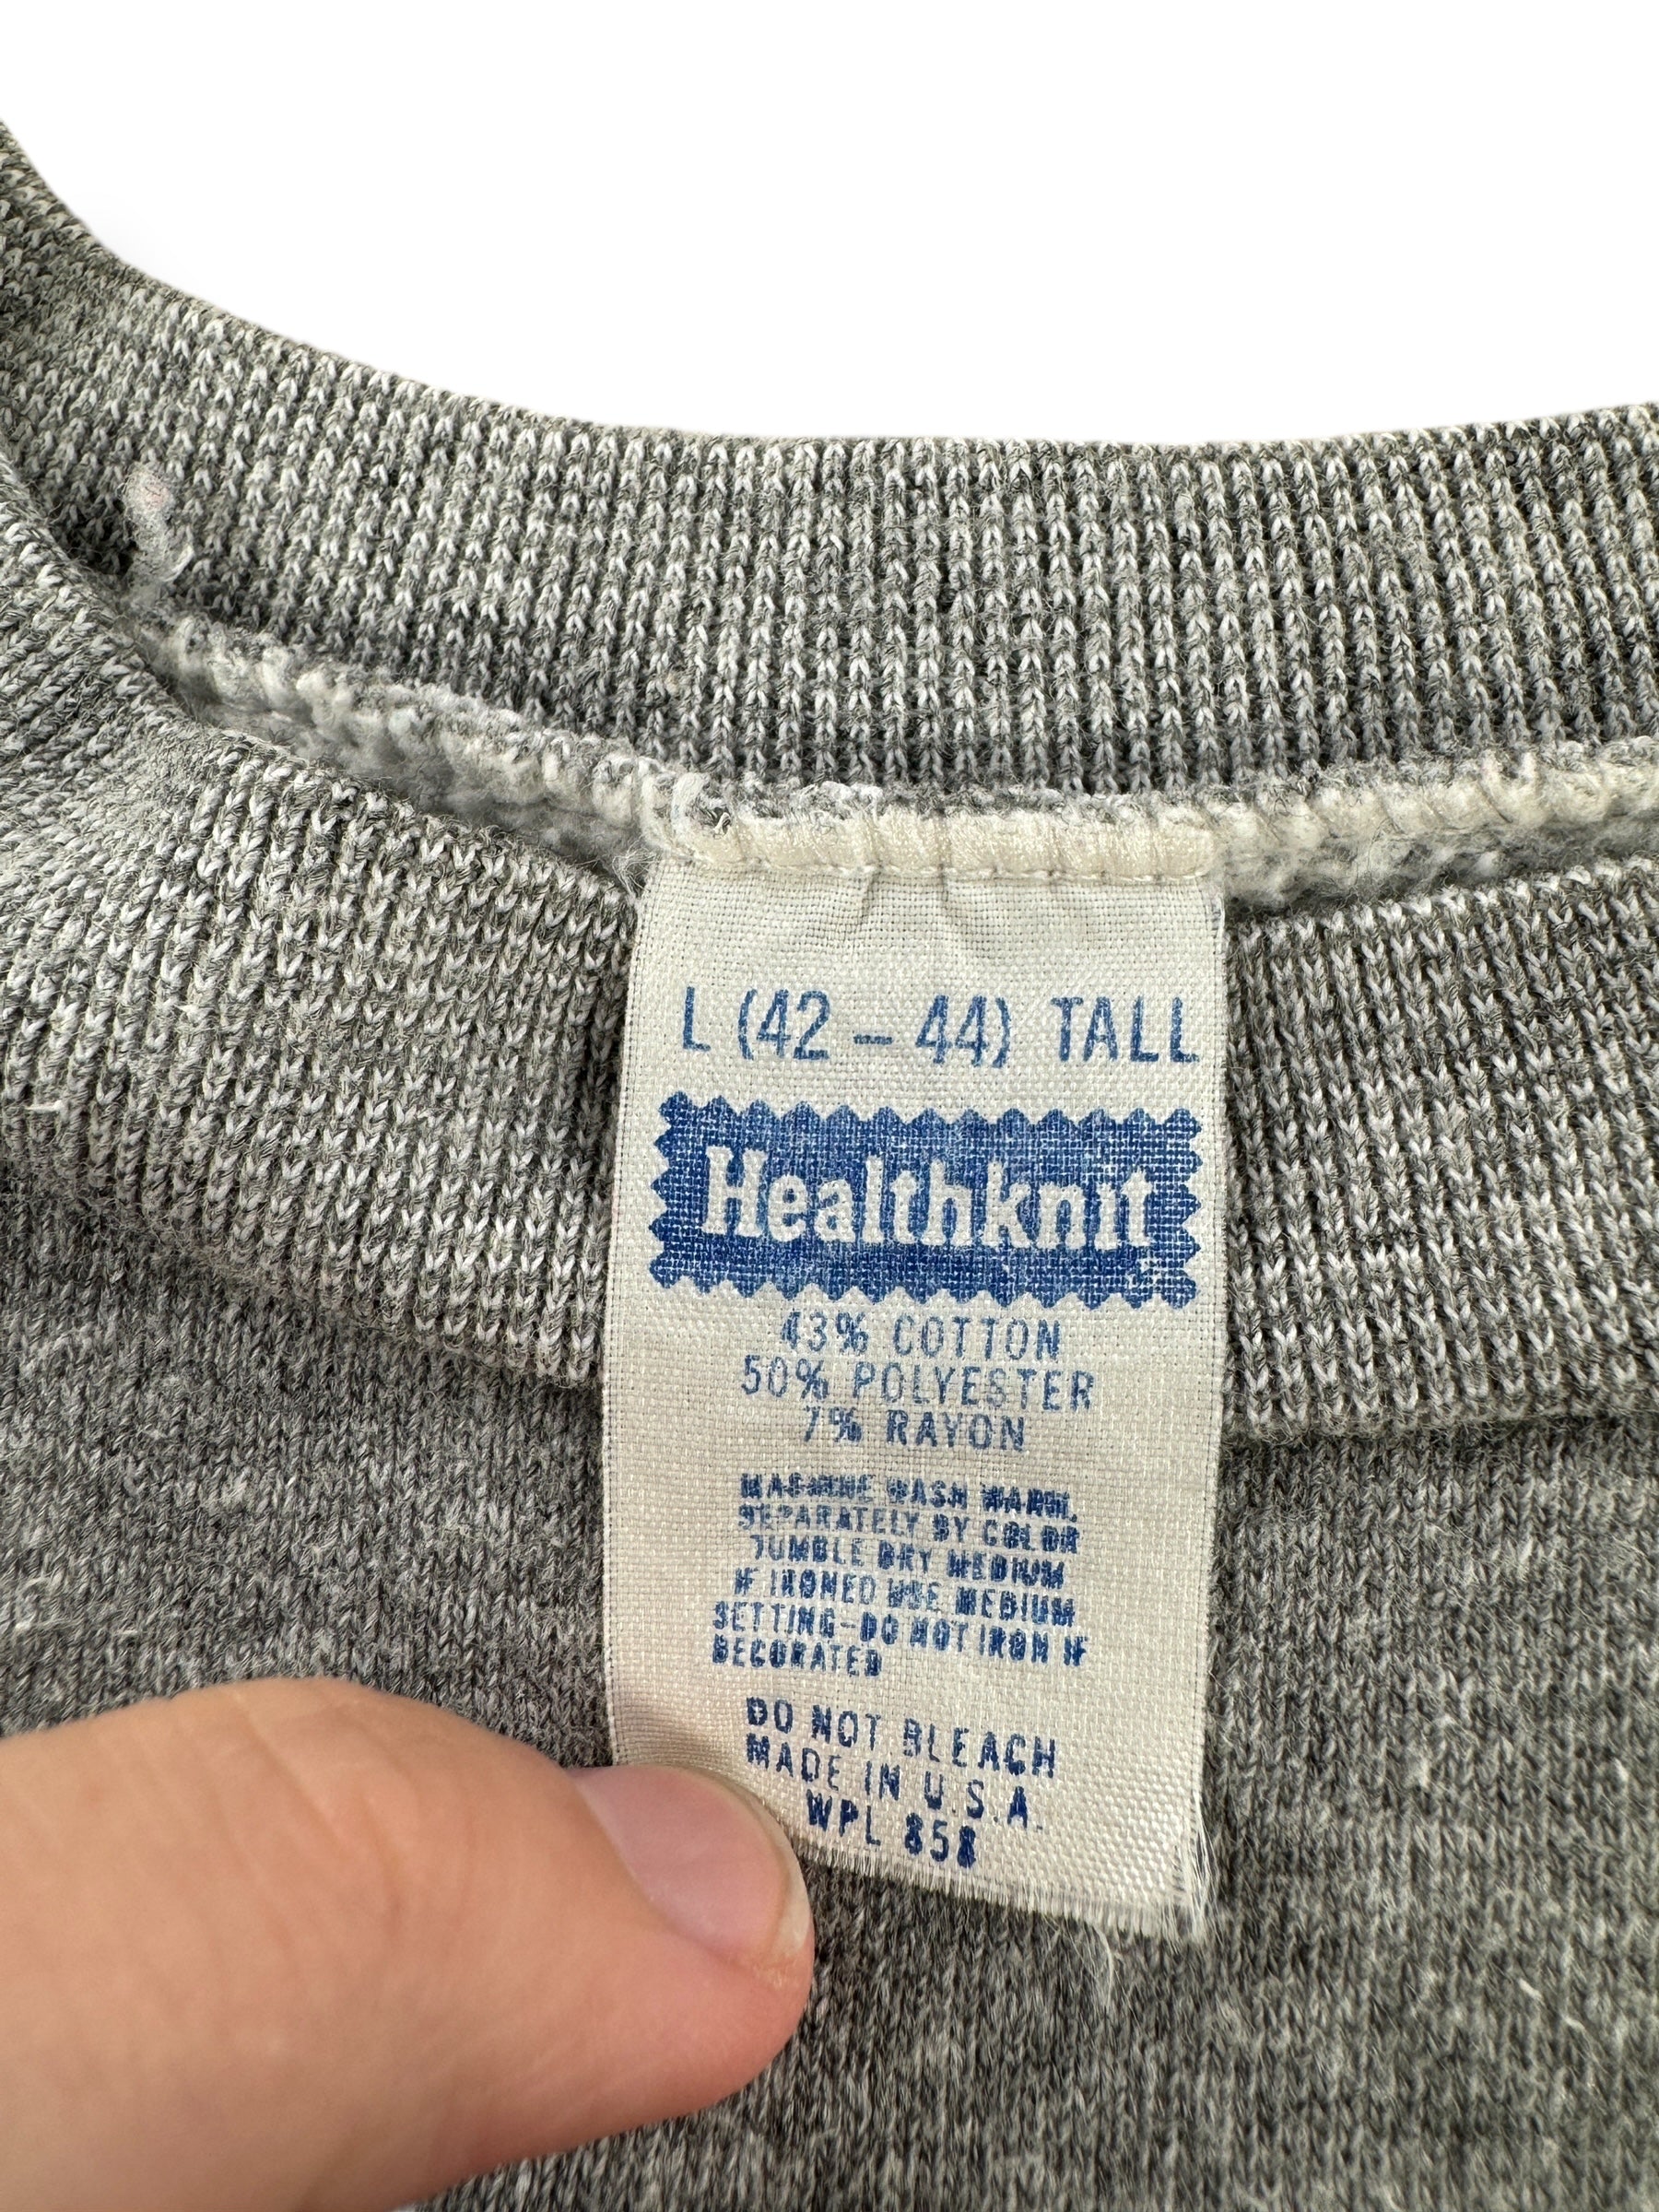 L (42 – 44) TALL
Healthknit
43% COTTON
50% POLYESTER
7% RAYON
MACHINE WASH WARM,
SEPARATELY BY COLOR
TUMBLE DRY MEDIUM
IF IRONED USE MEDIUM
SETTING-DO NOT IRON IF
DECORATED
DO NOT BLEACH
MADE IN U.S.A.
WPL 858